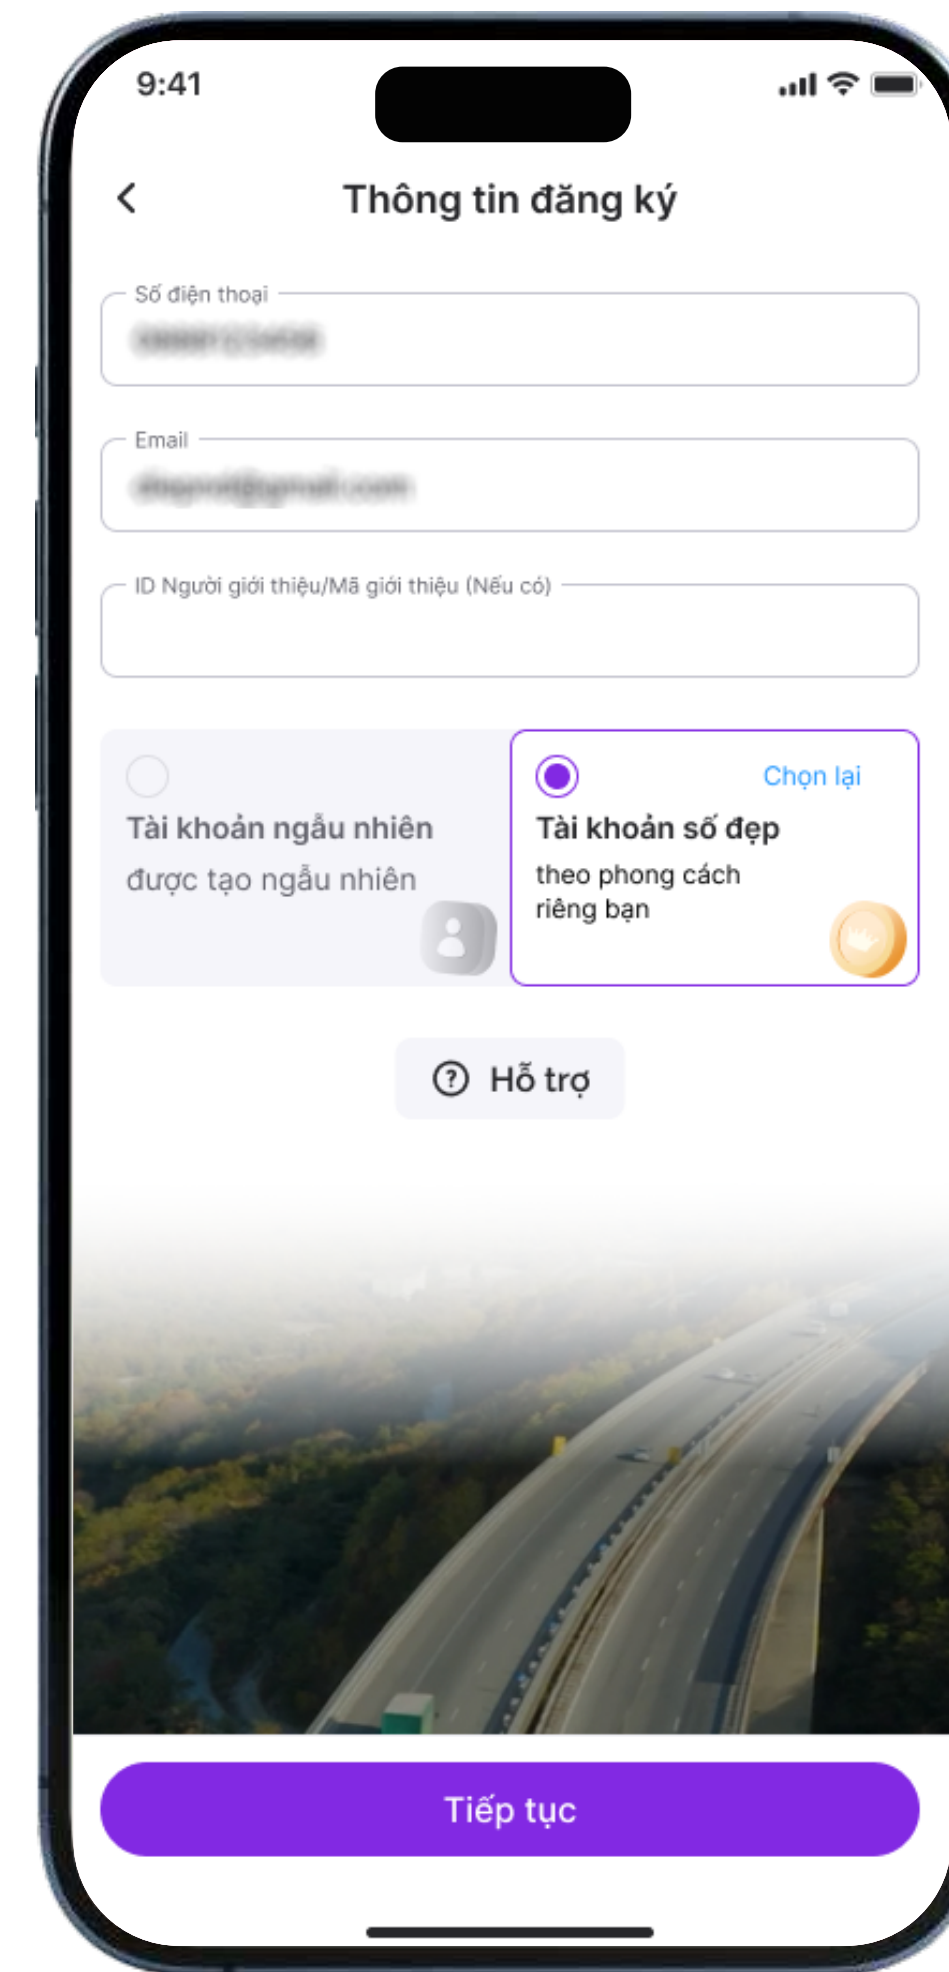 9:41
Thông tin đăng ký
Số điện thoại
Email
ID Người giới thiệu/Mã giới thiệu (Nếu có)
Chọn lại
Tài khoản ngẫu nhiên
được tạo ngẫu nhiên
Tài khoản số đẹp
theo phong cách
riêng bạn
Hỗ trợ
Tiếp tục